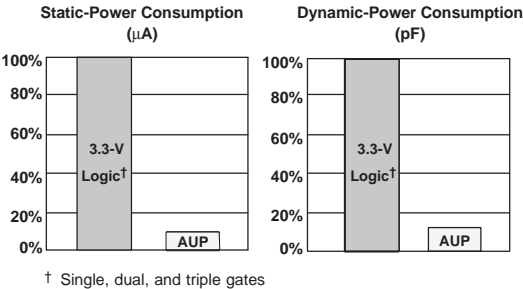 Static-Power Consumption
(µA)
100%
80%
60%
40%
20%
0%
3.3-V
Logic†
AUP
Dynamic-Power Consumption
(pF)
100%
80%
60%
40%
20%
0%
3.3-V
Logic†
AUP
† Single, dual, and triple gates